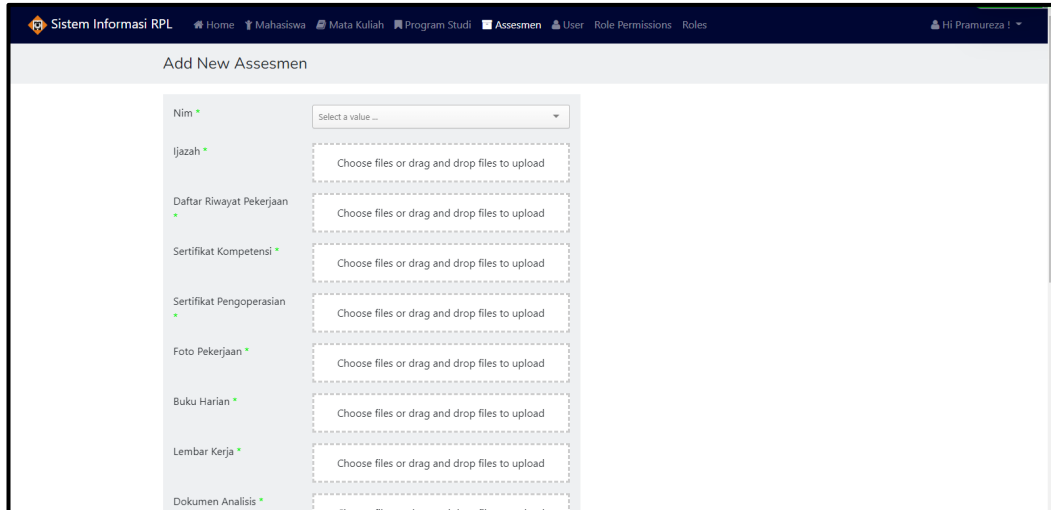 Sistem Informasi RPL Home Mahasiswa Mata Kuliah Program Studi Assesmen User Role Permissions Roles Hi Pramureza !
Add New Assesmen
Nim * Select a value ...
Ijazah *
Choose files or drag and drop files to upload
Daftar Riwayat Pekerjaan
*
Choose files or drag and drop files to upload
Sertifikat Kompetensi *
Choose files or drag and drop files to upload
Sertifikat Pengoperasian
*
Choose files or drag and drop files to upload
Foto Pekerjaan *
Choose files or drag and drop files to upload
Buku Harian *
Choose files or drag and drop files to upload
Lembar Kerja *
Choose files or drag and drop files to upload
Dokumen Analisis *